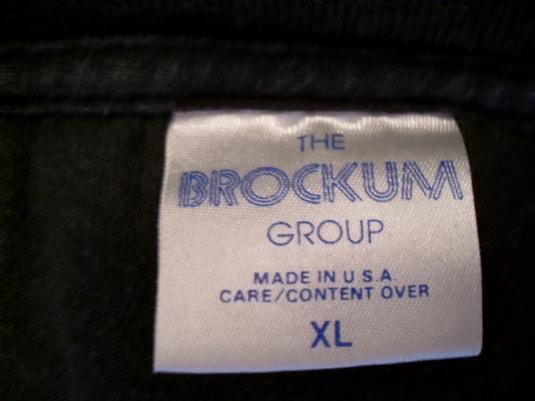 THE
BROCKUM
GROUP
MADE IN U S.A.
CARE/CONTENT OVER
XL